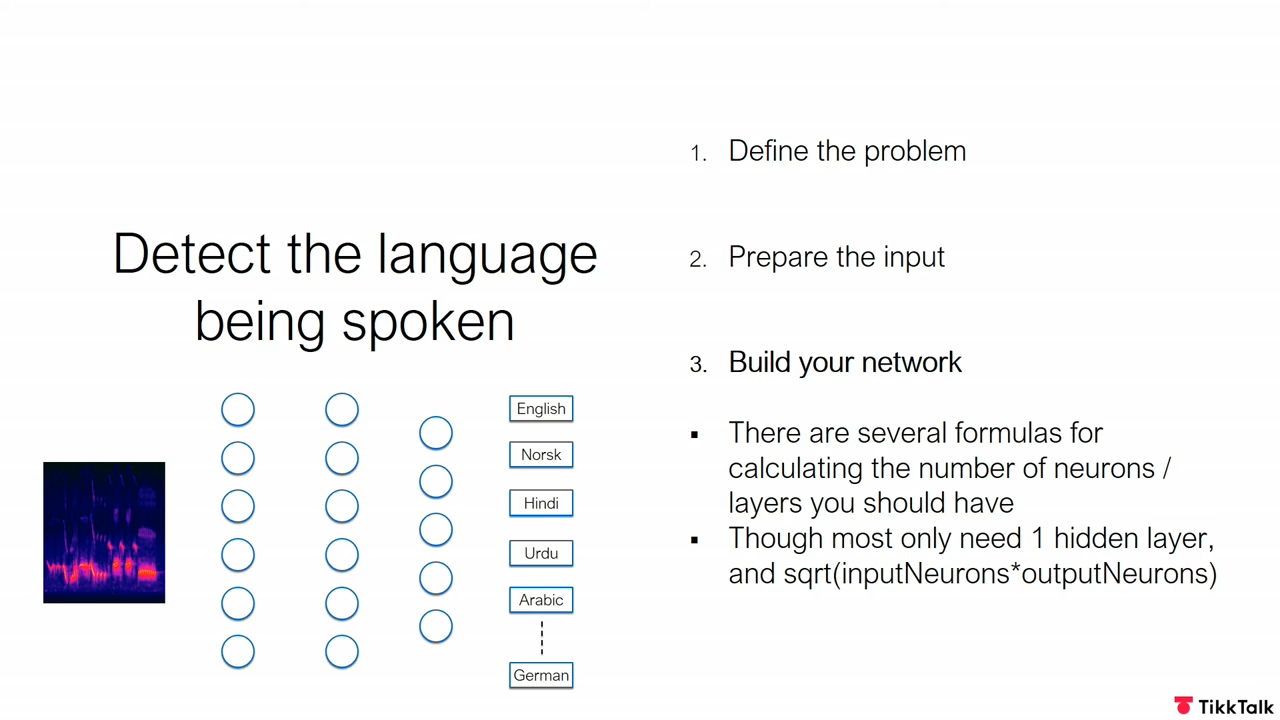 Detect the language
being spoken
English
Norsk
Hindi
Urdu
Arabic
German
1. Define the problem
2. Prepare the input
3. Build your network
▪ There are several formulas for
calculating the number of neurons /
layers you should have
▪ Though most only need 1 hidden layer,
and sqrt(inputNeurons*outputNeurons)
TikkTalk